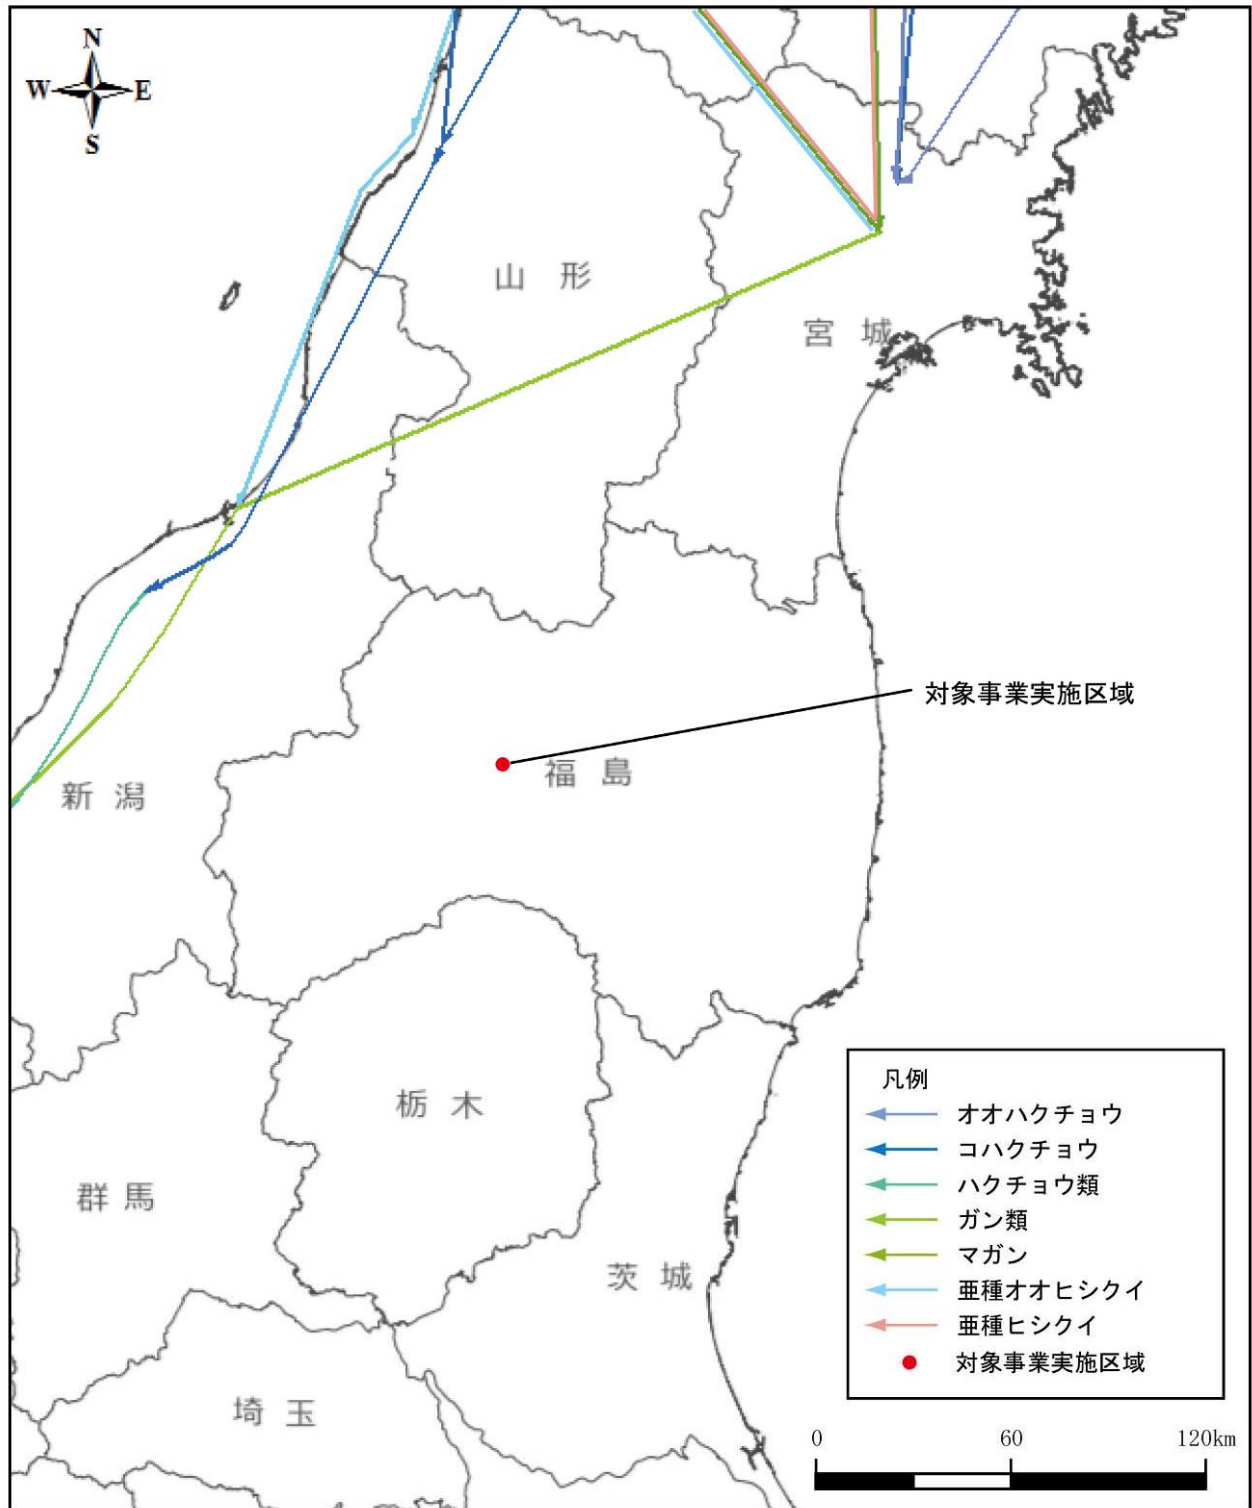 N
W E
S
山 形
宮 城
対象事業実施区域
福 島
新 潟
栃 木
群 馬
茨 城
埼 玉
凡例
オオハクチョウ
コハクチョウ
ハクチョウ類
ガン類
マガン
亜種オオヒシクイ
亜種ヒシクイ
対象事業実施区域
0 60 120km